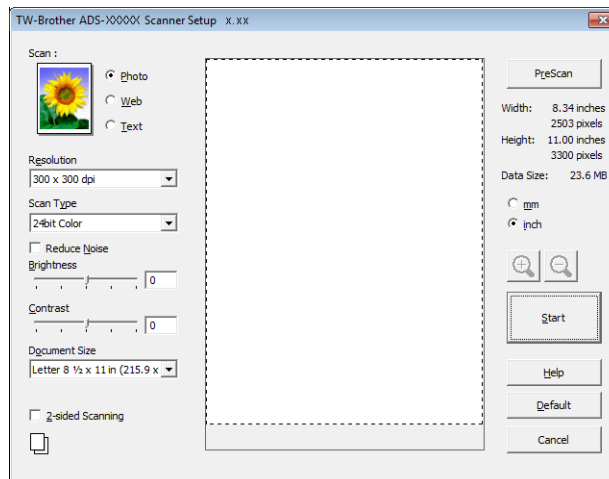 TW-Brother ADS-XXXXX Scanner Setup x.xx
Scan :
Photo
Web
Text
Resolution
300 x 300 dpi
Scan Type
24bit Color
Reduce Noise
Brightness
0
Contrast
0
Document Size
Letter 8 ½ x 11 in (215.9 x
2-sided Scanning
PreScan
Width: 8.34 inches
2503 pixels
Height: 11.00 inches
3300 pixels
Data Size: 23.6 MB
mm
inch
Start
Help
Default
Cancel